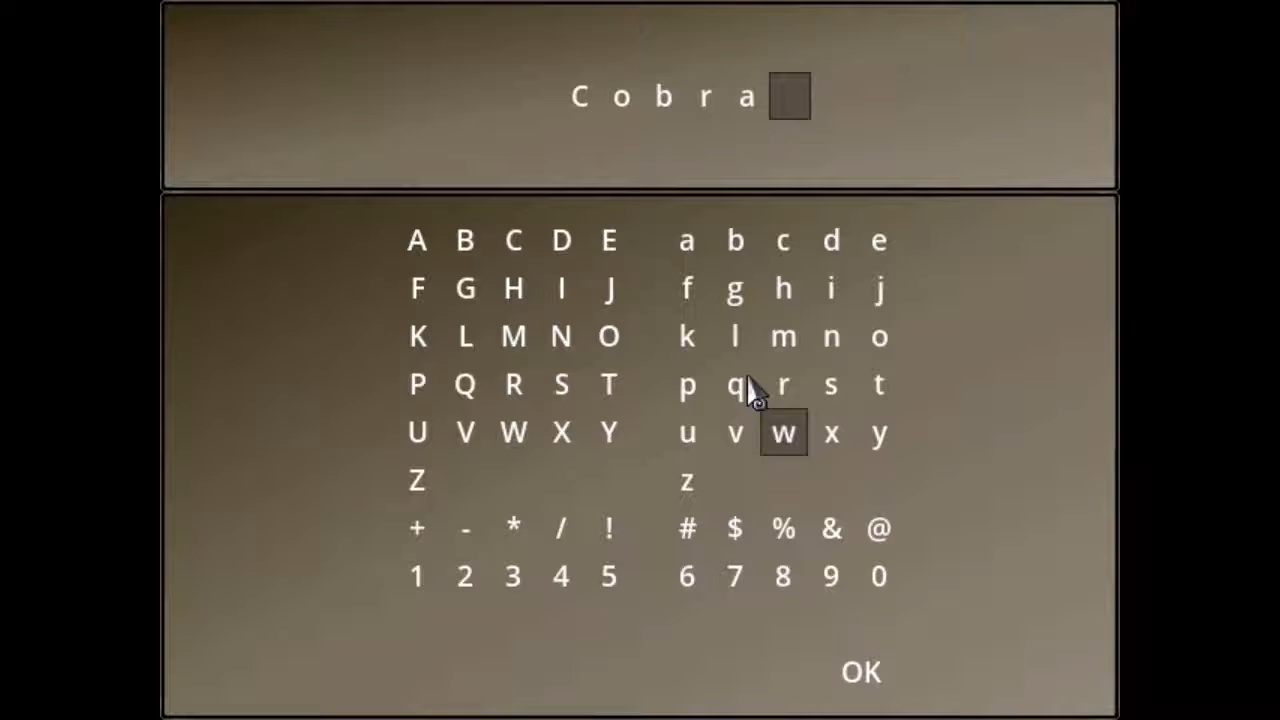 C o b r a
A B C D E a b c d e
F G H I J f g h i j
K L M N O k l m n o
P Q R S T p q r s t
U V W X Y u v w x y
Z z
+ - * / ! # $ % & @
1 2 3 4 5 6 7 8 9 0
OK